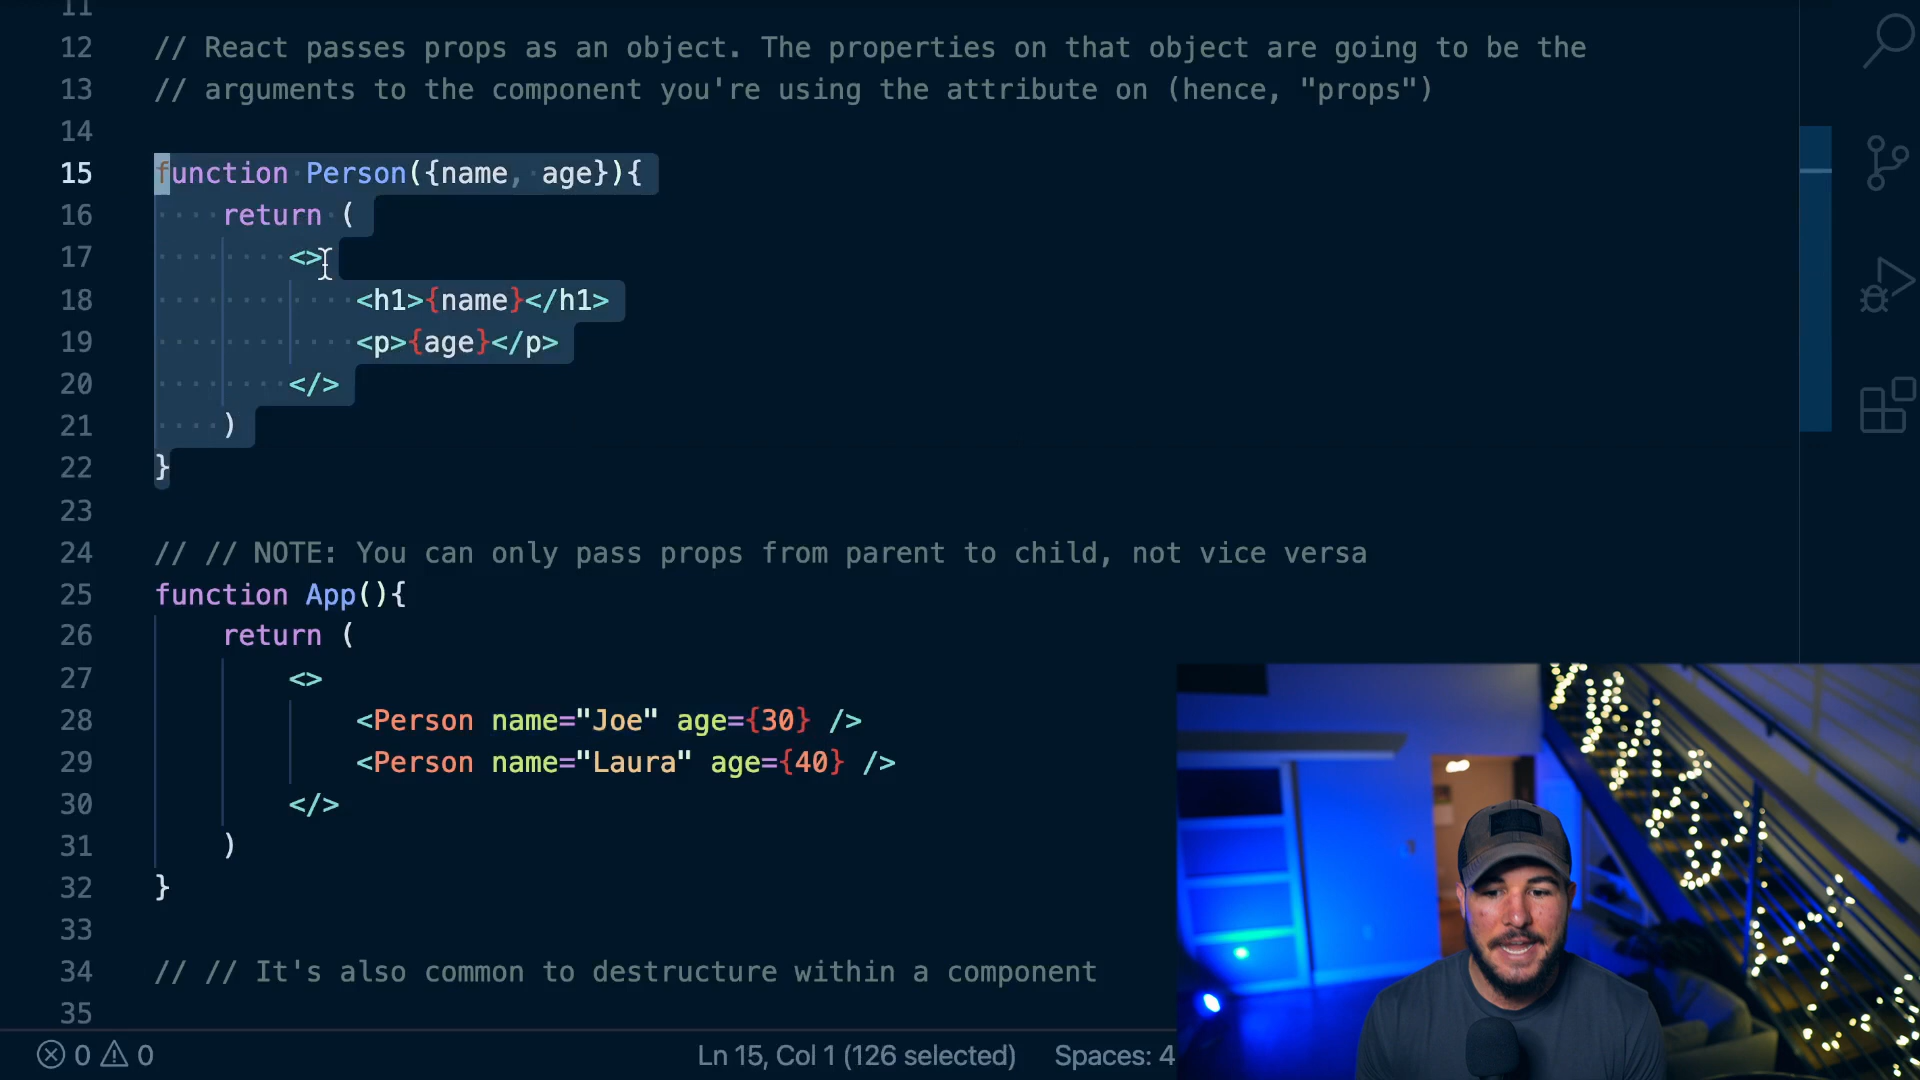 11
12 // React passes props as an object. The properties on that object are going to be the
13 // arguments to the component you're using the attribute on (hence, "props")
14
15 function Person({name, age}){
16     return (
17         <>
18             <h1>{name}</h1>
19             <p>{age}</p>
20         </>
21     )
22 }
23
24 // // NOTE: You can only pass props from parent to child, not vice versa
25 function App(){
26     return (
27         <>
28             <Person name="Joe" age={30} />
29             <Person name="Laura" age={40} />
30         </>
31     )
32 }
33
34 // // It's also common to destructure within a component
35
0 0 Ln 15, Col 1 (126 selected) Spaces: 4